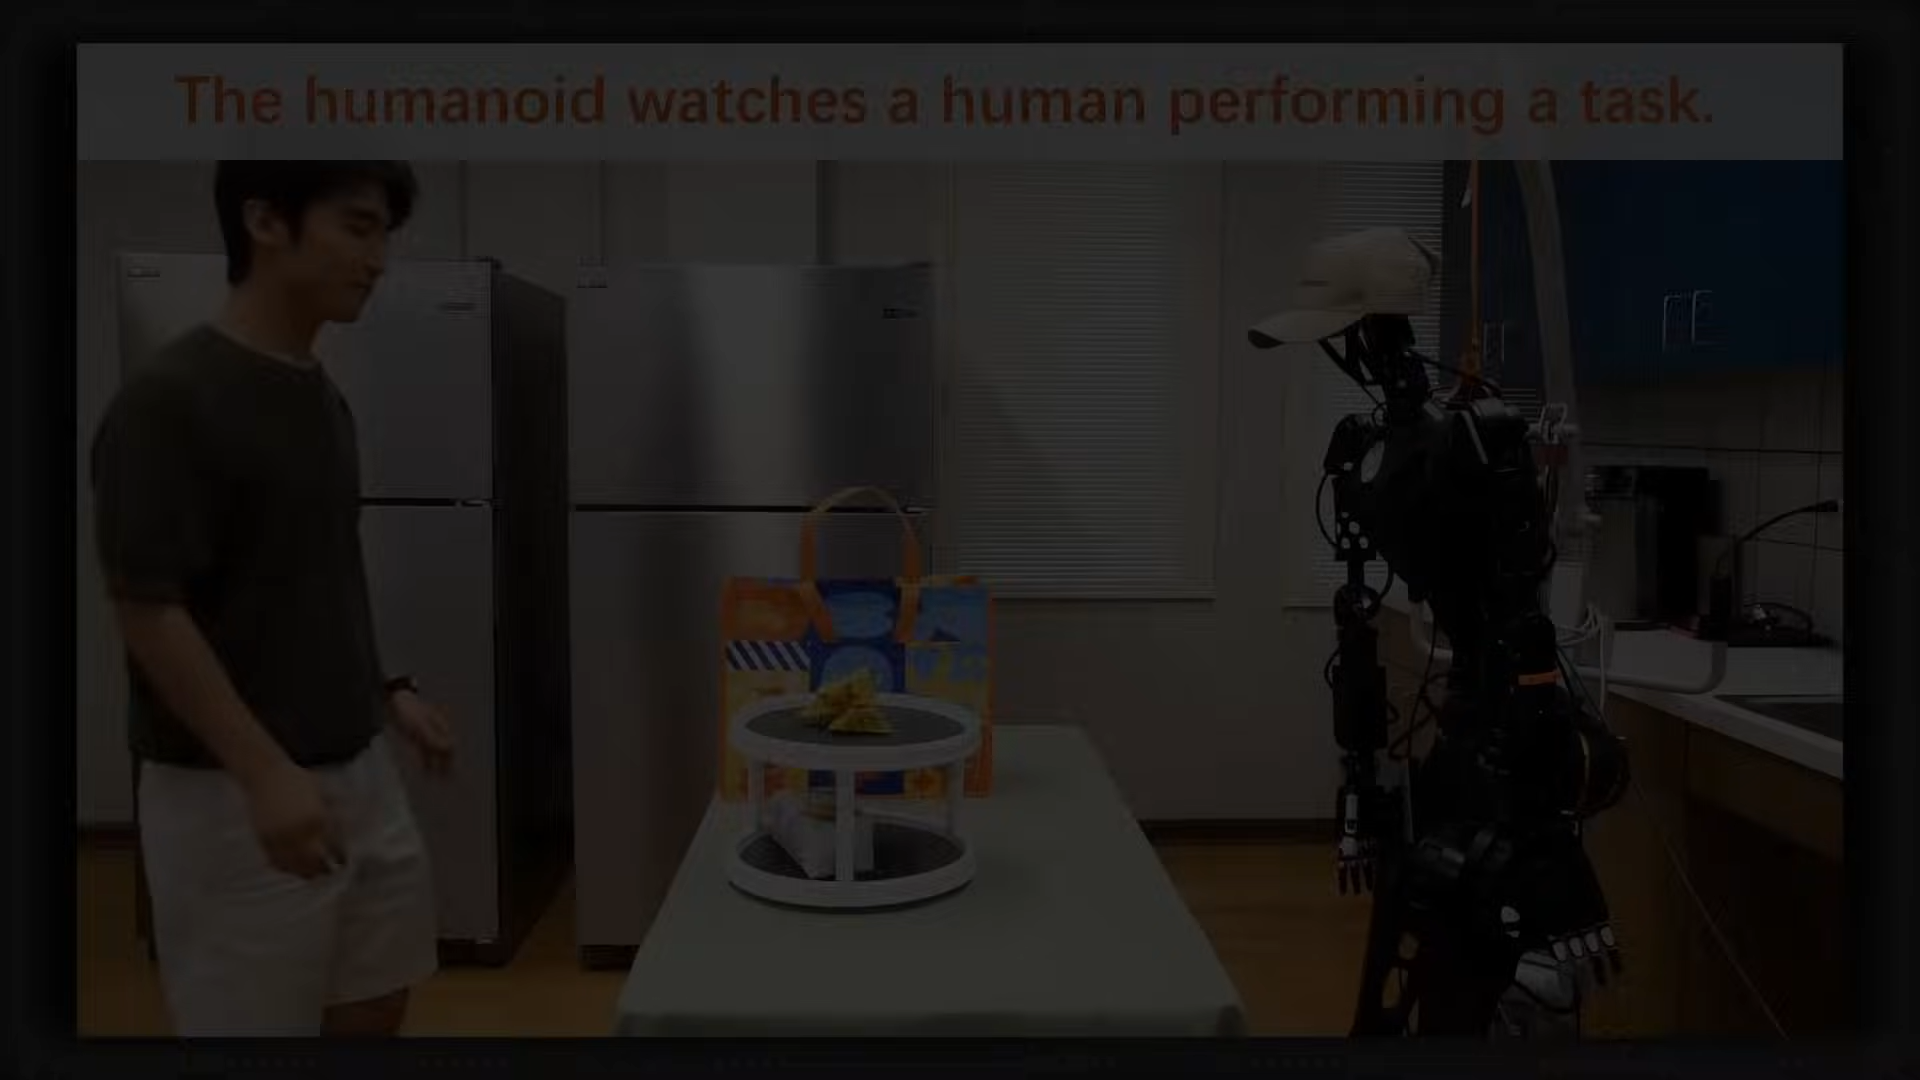 The humanoid watches a human performing a task.